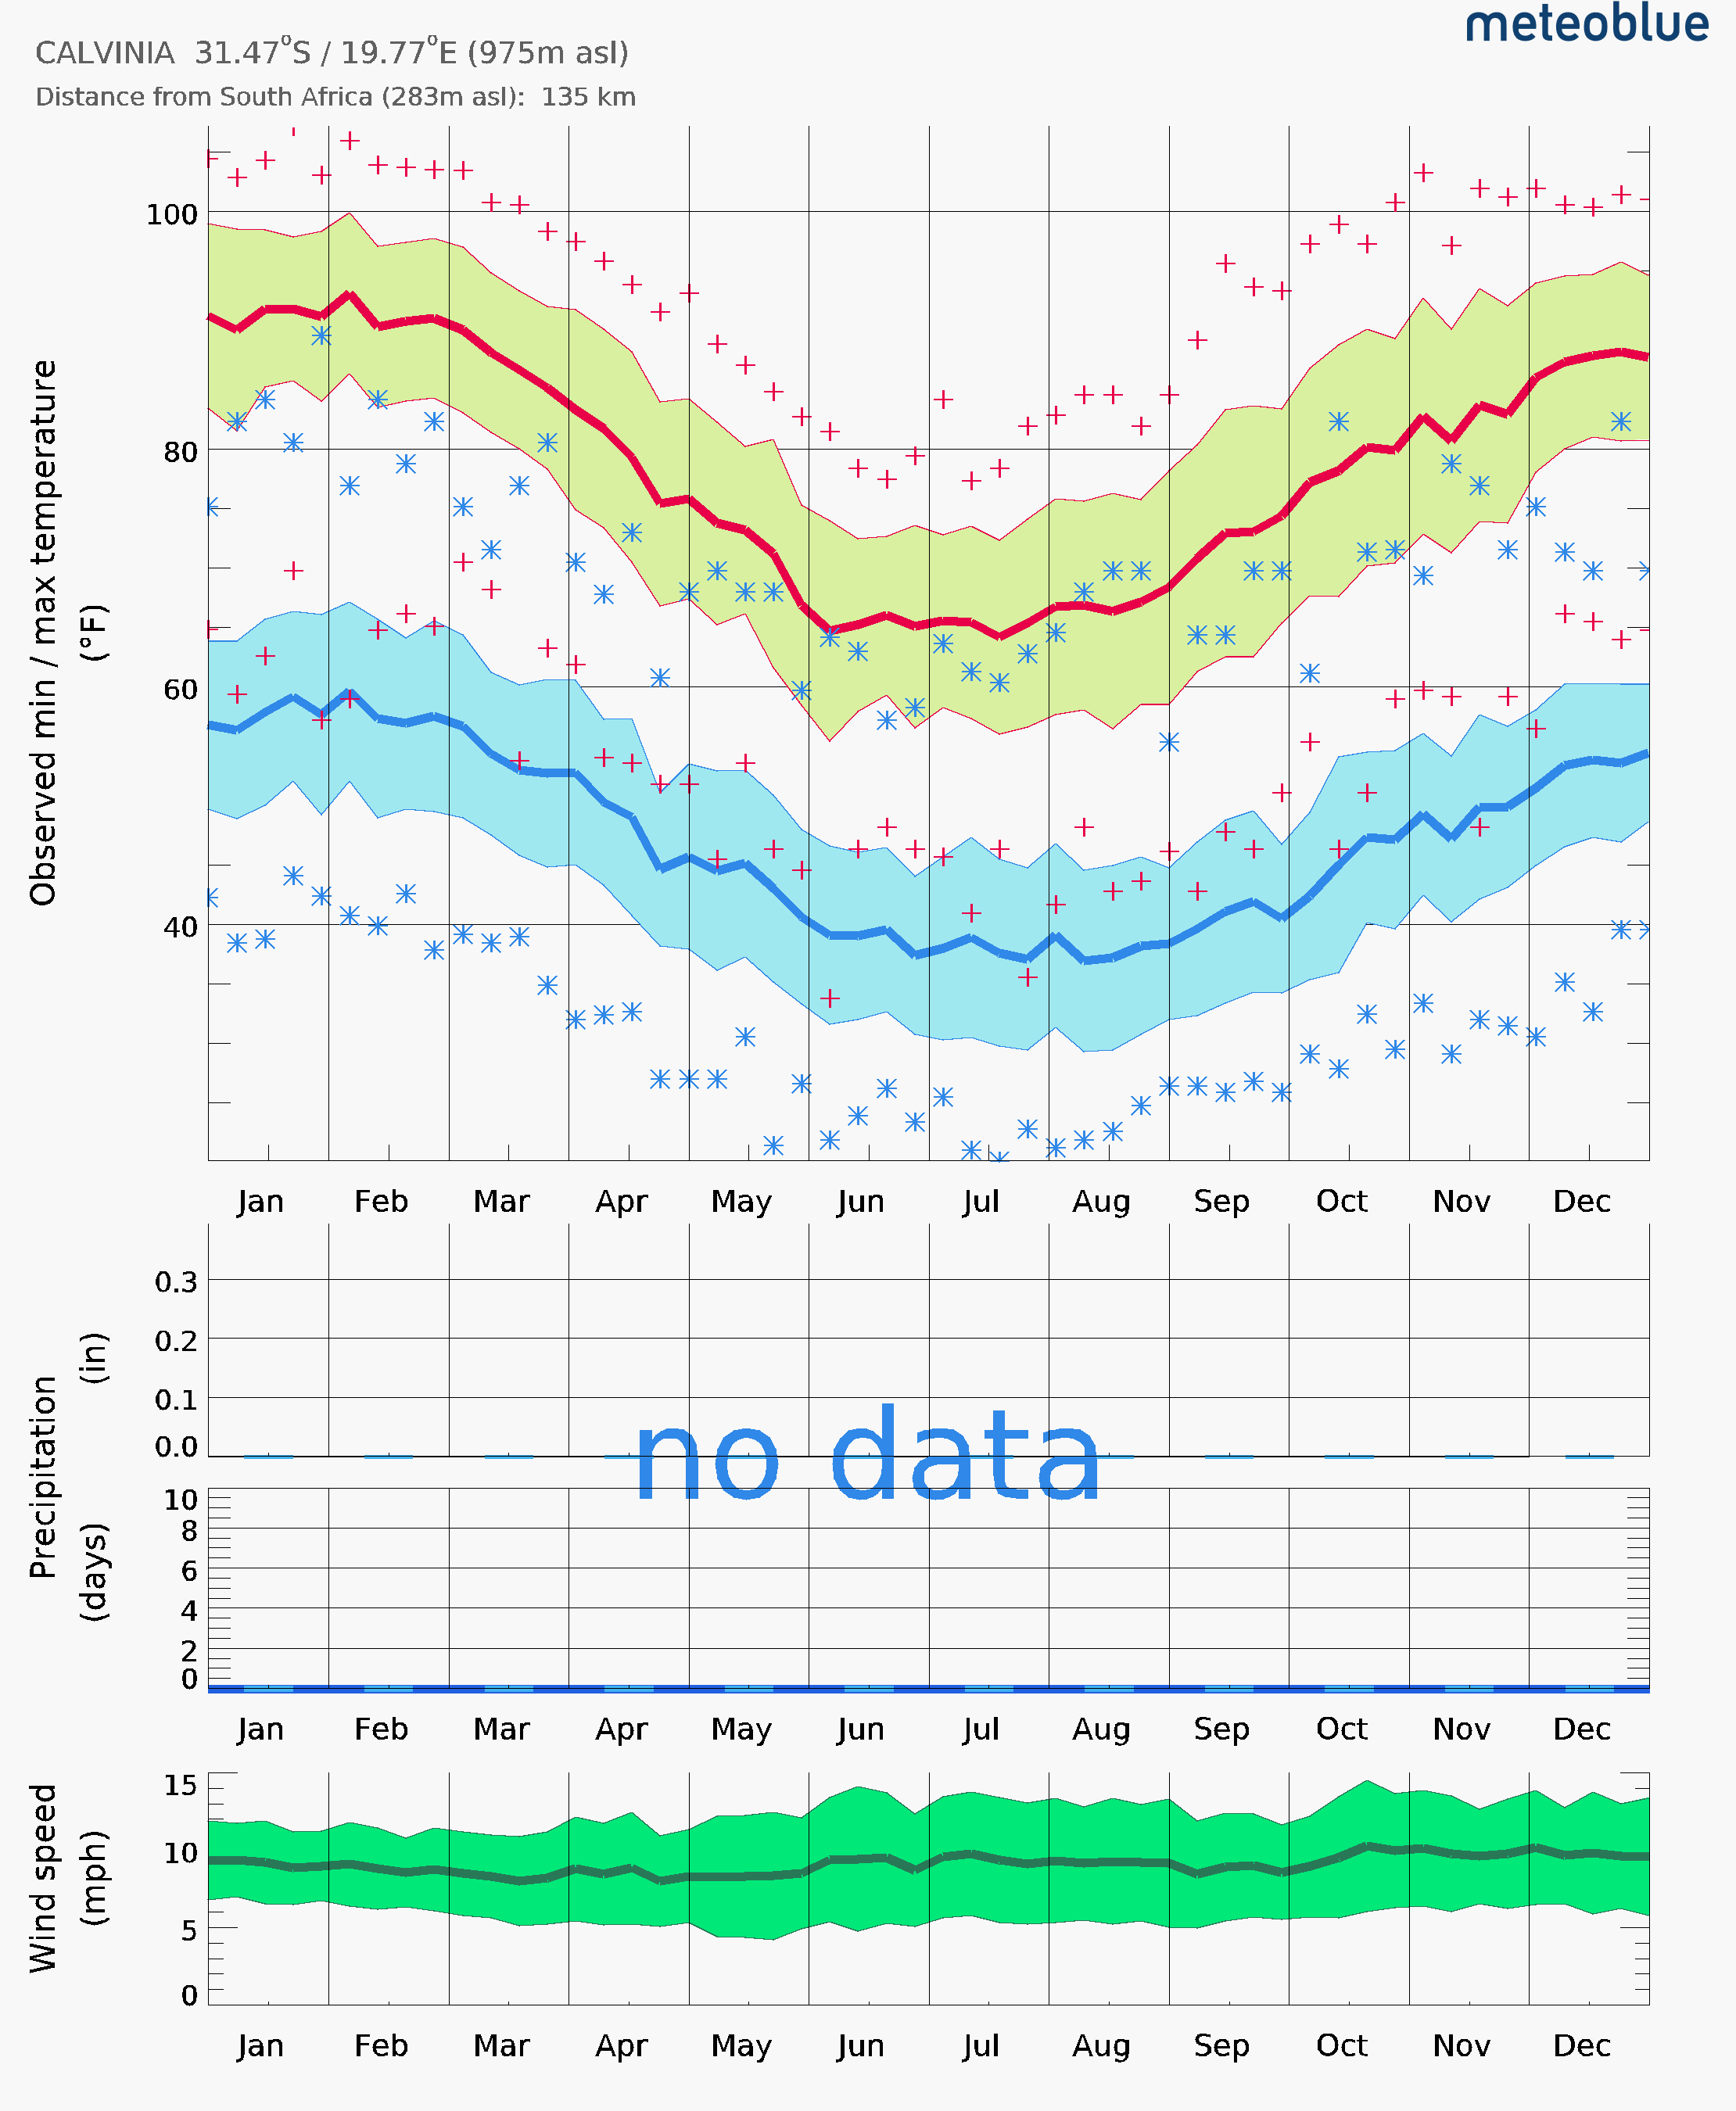 meteoblue
CALVINIA 31.47°S / 19.77°E (975m asl)
Distance from South Africa (283m asl): 135 km
Observed min / max temperature
(°F)
100
80
60
40
Jan Feb Mar Apr May Jun Jul Aug Sep Oct Nov Dec
Precipitation
(in)
0.3
0.2
0.1
0.0
no data
(days)
10
8
6
4
2
0
Jan Feb Mar Apr May Jun Jul Aug Sep Oct Nov Dec
Wind speed
(mph)
15
10
5
0
Jan Feb Mar Apr May Jun Jul Aug Sep Oct Nov Dec